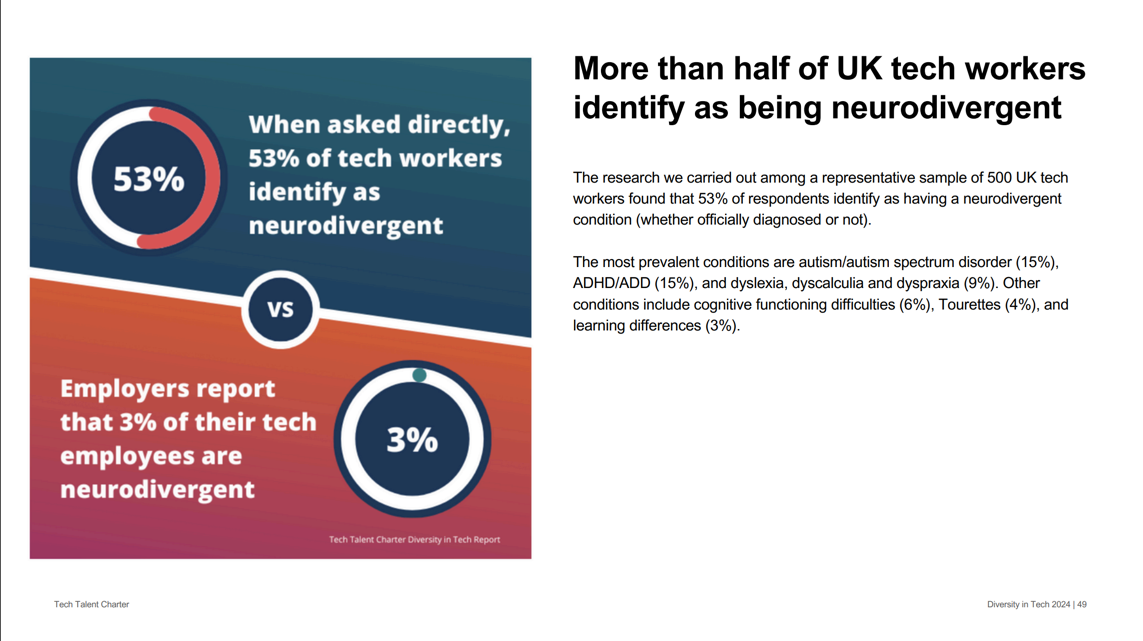 53%
When asked directly,
53% of tech workers
identify as
neurodivergent
VS
Employers report
that 3% of their tech
employees are
neurodivergent
3%
Tech Talent Charter Diversity in Tech Report
More than half of UK tech workers
identify as being neurodivergent
The research we carried out among a representative sample of 500 UK tech
workers found that 53% of respondents identify as having a neurodivergent
condition (whether officially diagnosed or not).
The most prevalent conditions are autism/autism spectrum disorder (15%),
ADHD/ADD (15%), and dyslexia, dyscalculia and dyspraxia (9%). Other
conditions include cognitive functioning difficulties (6%), Tourettes (4%), and
learning differences (3%).
Tech Talent Charter
Diversity in Tech 2024 | 49